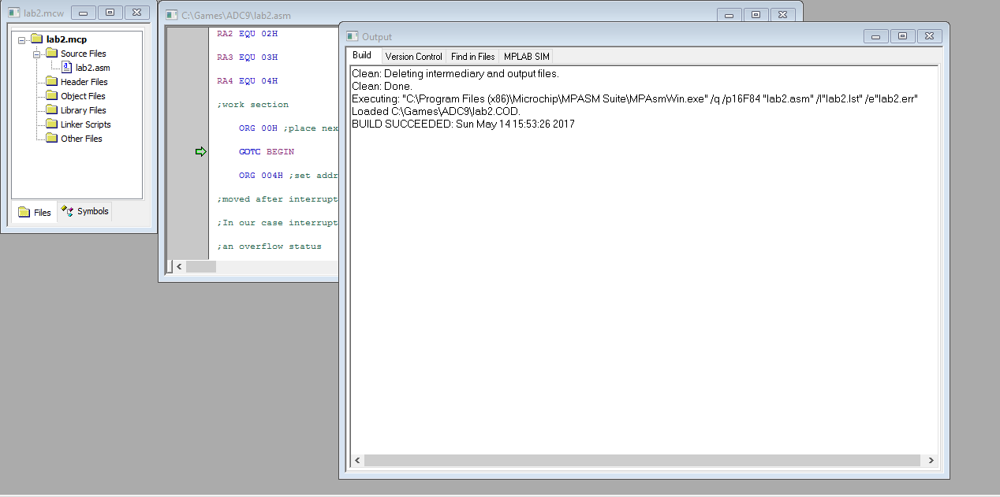 lab2.mcw
lab2.mcp
Source Files
lab2.asm
Header Files
Object Files
Library Files
Linker Scripts
Other Files
Files
Symbols
C:\Games\ADC9\lab2.asm
RA2 EQU 02H
RA3 EQU 03H
RA4 EQU 04H
;work section
ORG 00H ;place nex
GOTO BEGIN
ORG 004H ;set addr
;moved after interrupt
;In our case interrupt
;an overflow status
Output
Build Version Control Find in Files MPLAB SIM
Clean: Deleting intermediary and output files.
Clean: Done.
Executing: "C:\Program Files (x86)\Microchip\MPASM Suite\MPAsmWin.exe" /q /p16F84 "lab2.asm" /l"lab2.lst" /e"lab2.err"
Loaded C:\Games\ADC9\lab2.COD.
BUILD SUCCEEDED: Sun May 14 15:53:26 2017